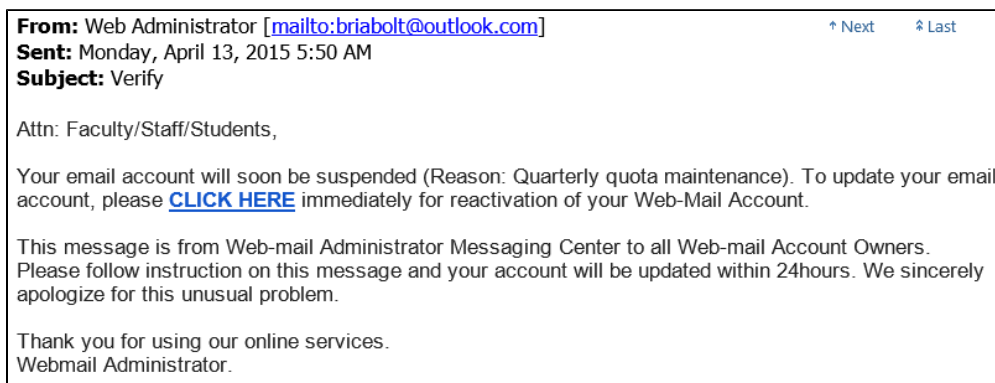 From: Web Administrator [mailto:briabolt@outlook.com] Next Last
Sent: Monday, April 13, 2015 5:50 AM
Subject: Verify
Attn: Faculty/Staff/Students,
Your email account will soon be suspended (Reason: Quarterly quota maintenance). To update your email
account, please CLICK HERE immediately for reactivation of your Web-Mail Account.
This message is from Web-mail Administrator Messaging Center to all Web-mail Account Owners.
Please follow instruction on this message and your account will be updated within 24hours. We sincerely
apologize for this unusual problem.
Thank you for using our online services.
Webmail Administrator.